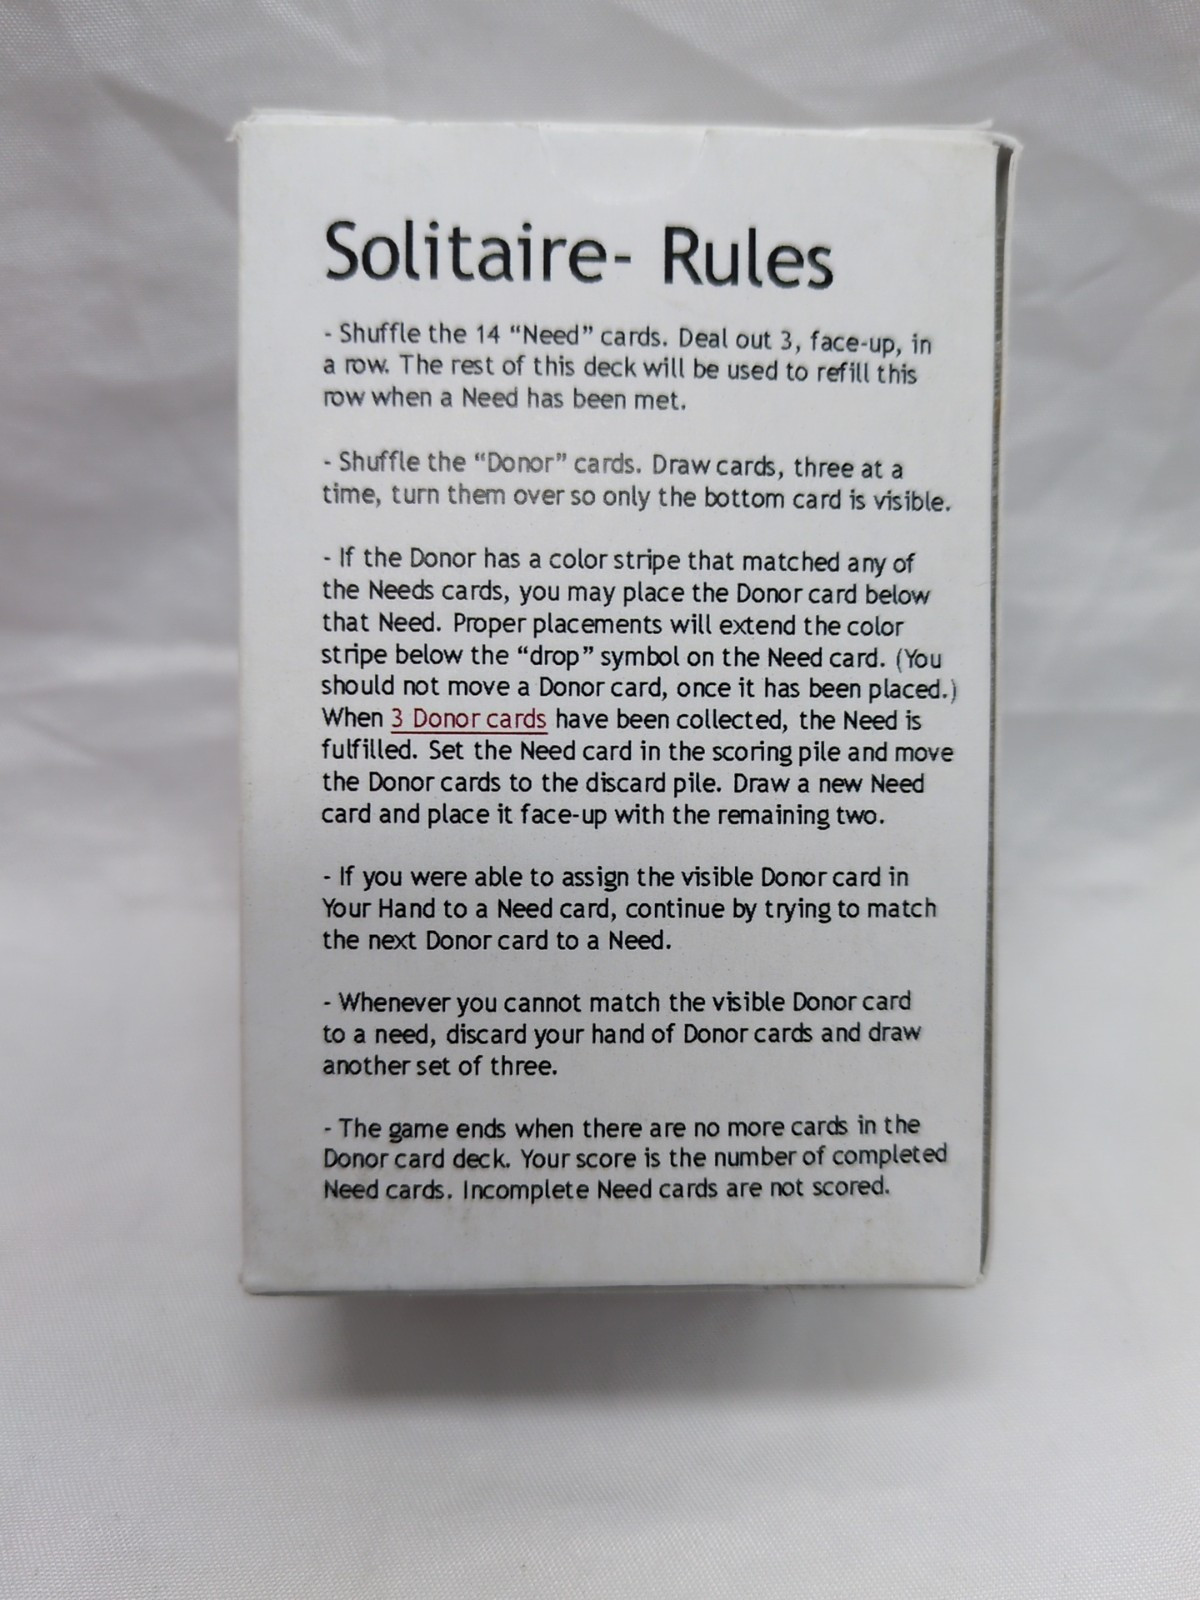 Solitaire- Rules
- Shuffle the 14 “Need” cards. Deal out 3, face-up, in
a row. The rest of this deck will be used to refill this
row when a Need has been met.
- Shuffle the “Donor” cards. Draw cards, three at a
time, turn them over so only the bottom card is visible.
- If the Donor has a color stripe that matched any of
the Needs cards, you may place the Donor card below
that Need. Proper placements will extend the color
stripe below the “drop” symbol on the Need card. (You
should not move a Donor card, once it has been placed.)
When 3 Donor cards have been collected, the Need is
fulfilled. Set the Need card in the scoring pile and move
the Donor cards to the discard pile. Draw a new Need
card and place it face-up with the remaining two.
- If you were able to assign the visible Donor card in
Your Hand to a Need card, continue by trying to match
the next Donor card to a Need.
- Whenever you cannot match the visible Donor card
to a need, discard your hand of Donor cards and draw
another set of three.
- The game ends when there are no more cards in the
Donor card deck. Your score is the number of completed
Need cards. Incomplete Need cards are not scored.